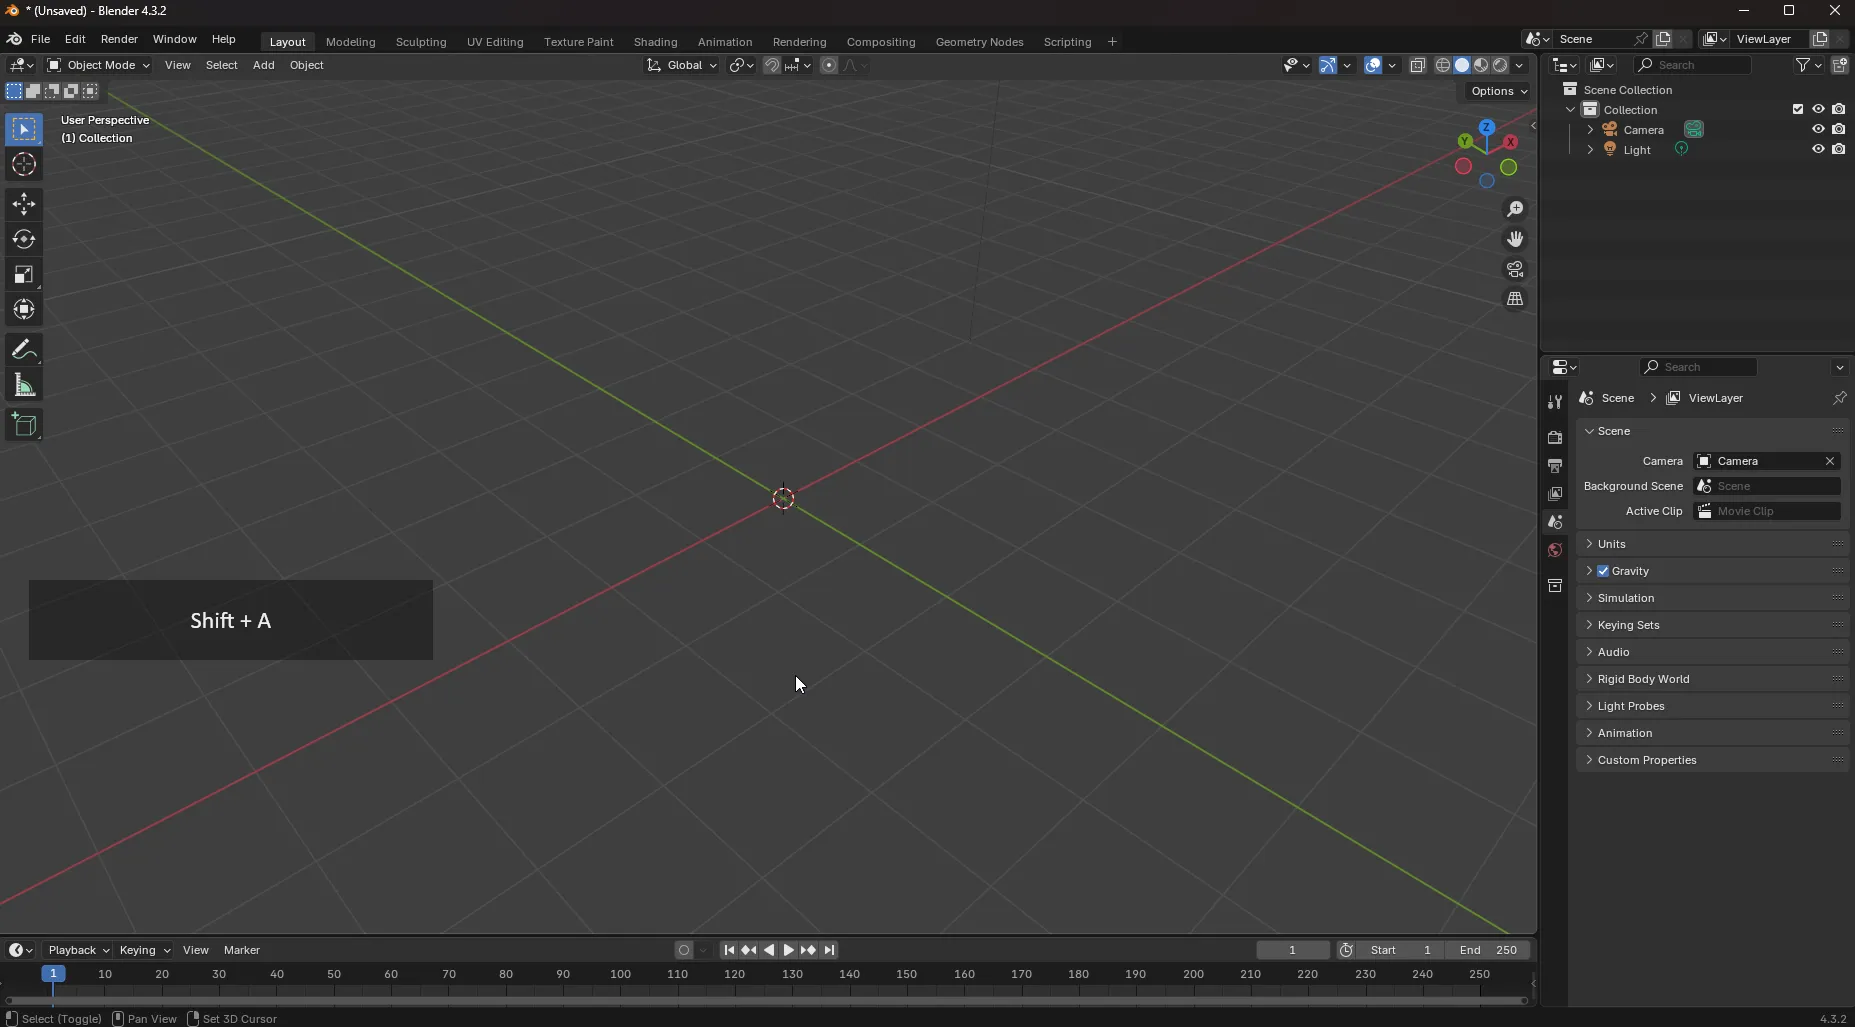 * (Unsaved) - Blender 4.3.2
File Edit Render Window Help Layout Modeling Sculpting UV Editing Texture Paint Shading Animation Rendering Compositing Geometry Nodes Scripting + Scene ViewLayer
Object Mode View Select Add Object Global Search
Options
User Perspective
(1) Collection
Z
Y
X
Scene Collection
Collection
Camera
Light
Search
Scene > ViewLayer
Scene
Camera Camera
Background Scene Scene
Active Clip Movie Clip
Units
Gravity
Simulation
Keying Sets
Audio
Rigid Body World
Light Probes
Animation
Custom Properties
Shift + A
Playback Keying View Marker 1 Start 1 End 250
1 10 20 30 40 50 60 70 80 90 100 110 120 130 140 150 160 170 180 190 200 210 220 230 240 250
Select (Toggle) Pan View Set 3D Cursor 4.3.2